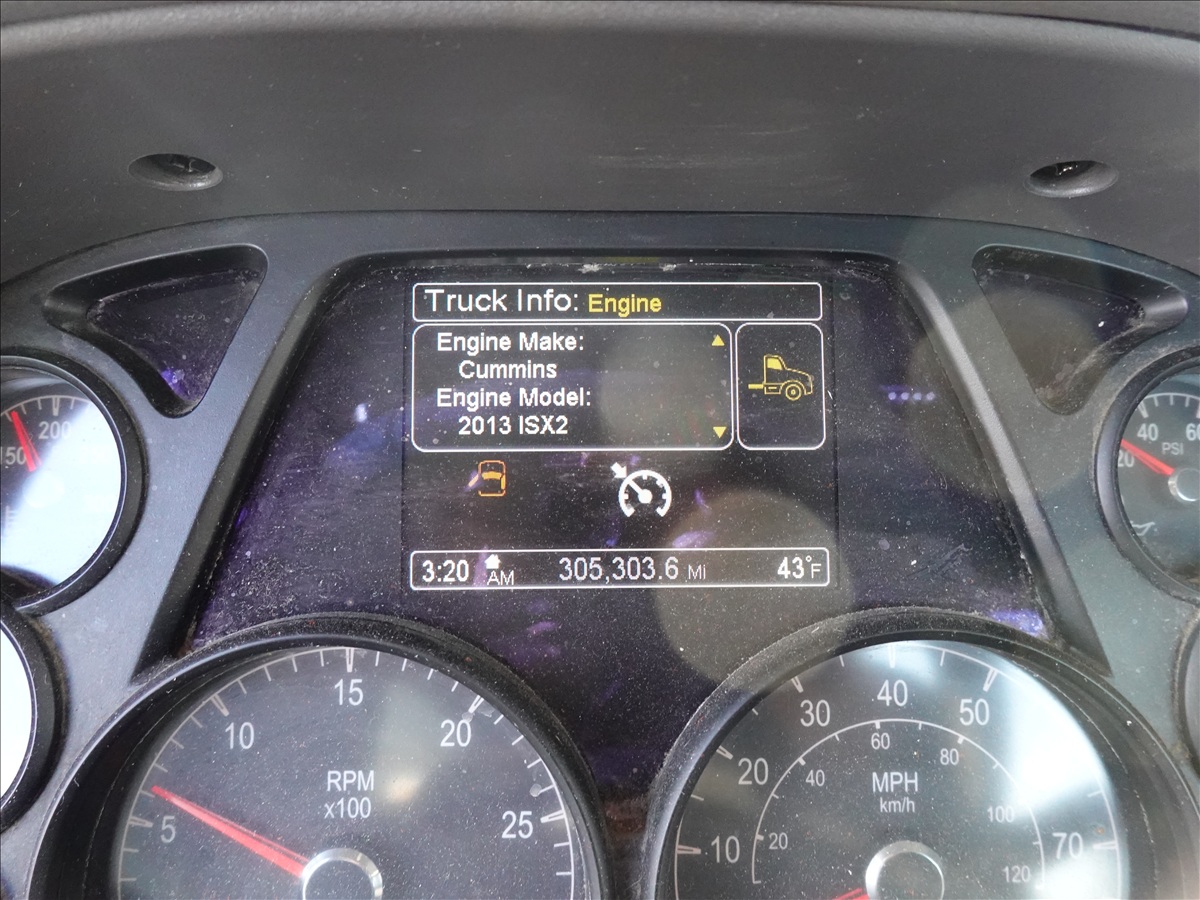 Truck Info: Engine
Engine Make:
Cummins
Engine Model:
2013 ISX2
3:20 AM 305,303.6 Mi 43°F
150 200
20 40 60
PSI
5 10 15 20 25
RPM
x100
10 20 30 40 50 70
20 40 60 80 100 120
MPH
km/h